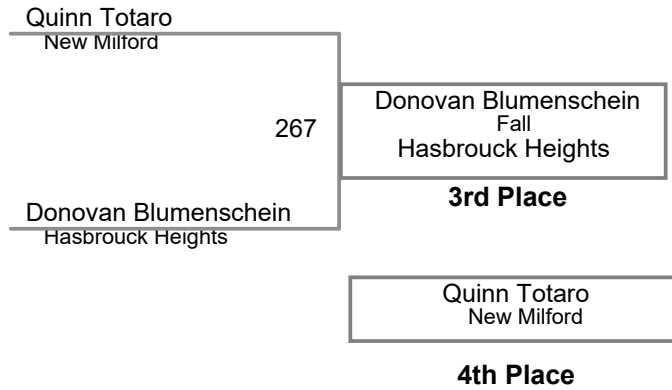 Quinn Totaro
New Milford
267
Donovan Blumenschein
Fall
Hasbrouck Heights
3rd Place
Donovan Blumenschein
Hasbrouck Heights
Quinn Totaro
New Milford
4th Place